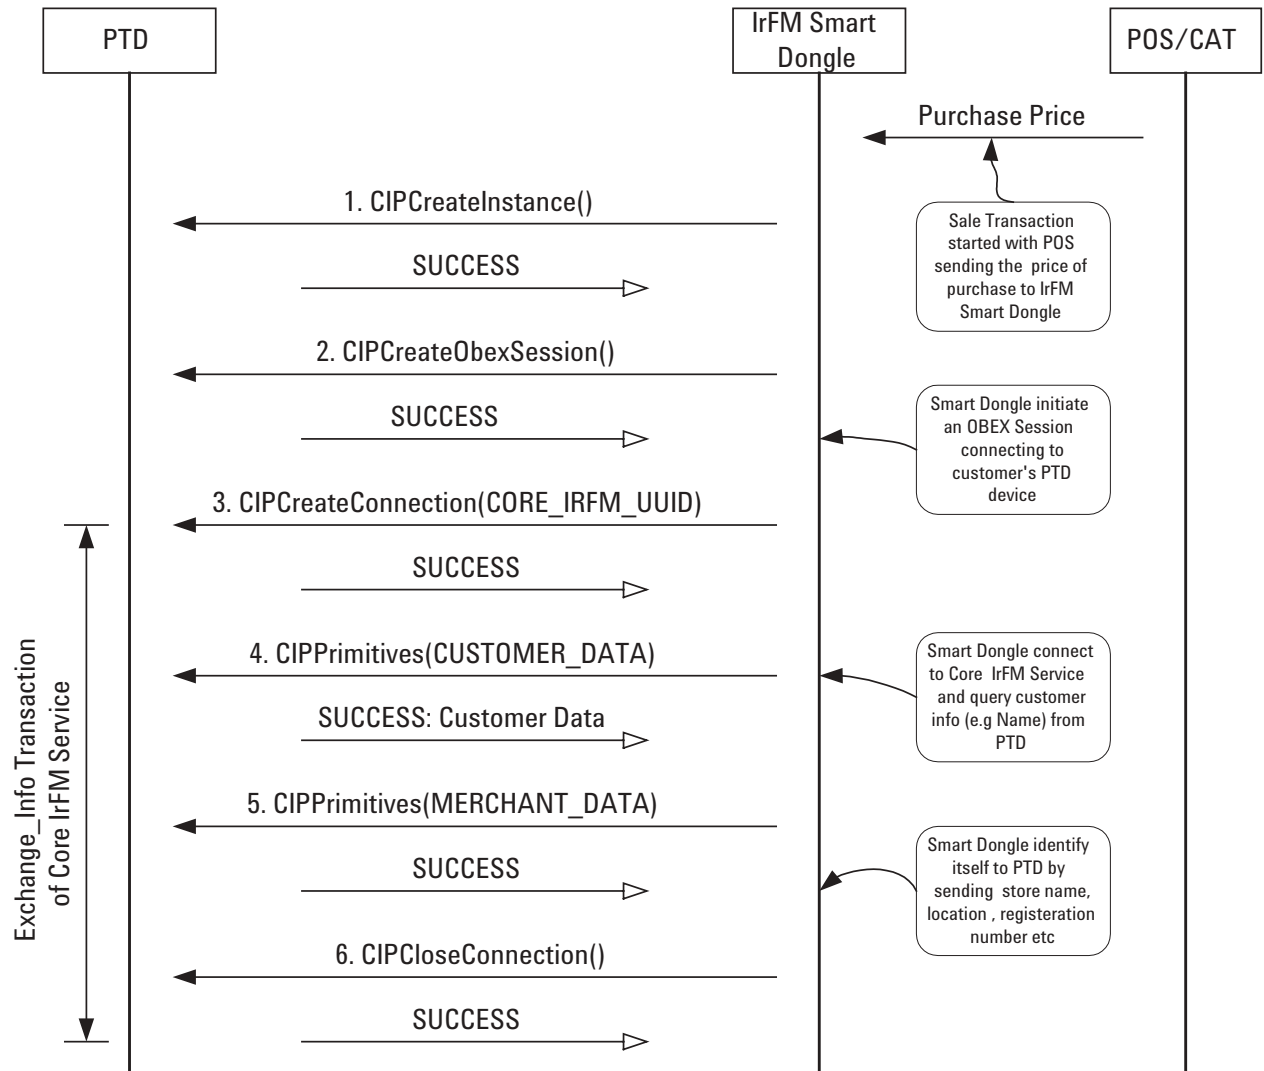 PTD
IrFM Smart
Dongle
POS/CAT
Purchase Price
Sale Transaction
started with POS
sending the price of
purchase to IrFM
Smart Dongle
1. CIPCreateInstance()
SUCCESS
2. CIPCreateObexSession()
SUCCESS
Smart Dongle initiate
an OBEX Session
connecting to
customer's PTD
device
3. CIPCreateConnection(CORE_IRFM_UUID)
SUCCESS
4. CIPPrimitives(CUSTOMER_DATA)
SUCCESS: Customer Data
Smart Dongle connect
to Core IrFM Service
and query customer
info (e.g Name) from
PTD
5. CIPPrimitives(MERCHANT_DATA)
SUCCESS
Smart Dongle identify
itself to PTD by
sending store name,
location , registeration
number etc
6. CIPCloseConnection()
SUCCESS
Exchange_Info Transaction
of Core IrFM Service